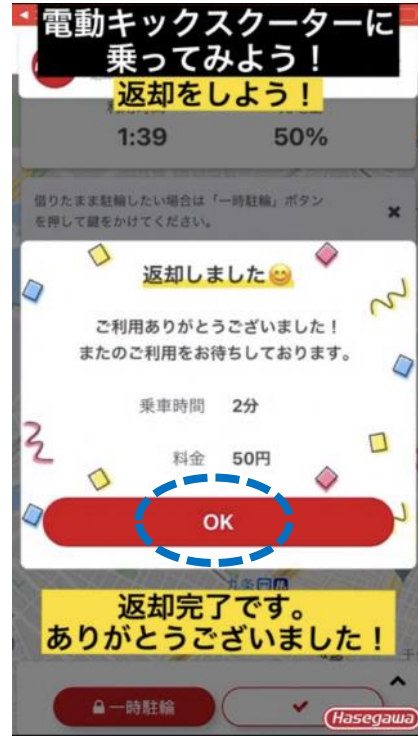 電動キックスクーターに
乗ってみよう！
返却をしよう！
1:39 50%
借りたまま駐輪したい場合は「一時駐輪」ボタン
を押して鍵をかけてください。
返却しました
ご利用ありがとうございました！
またのご利用をお待ちしております。
乗車時間 2分
料金 50円
OK
返却完了です。
ありがとうございました！
一時駐輪
Hasegawa